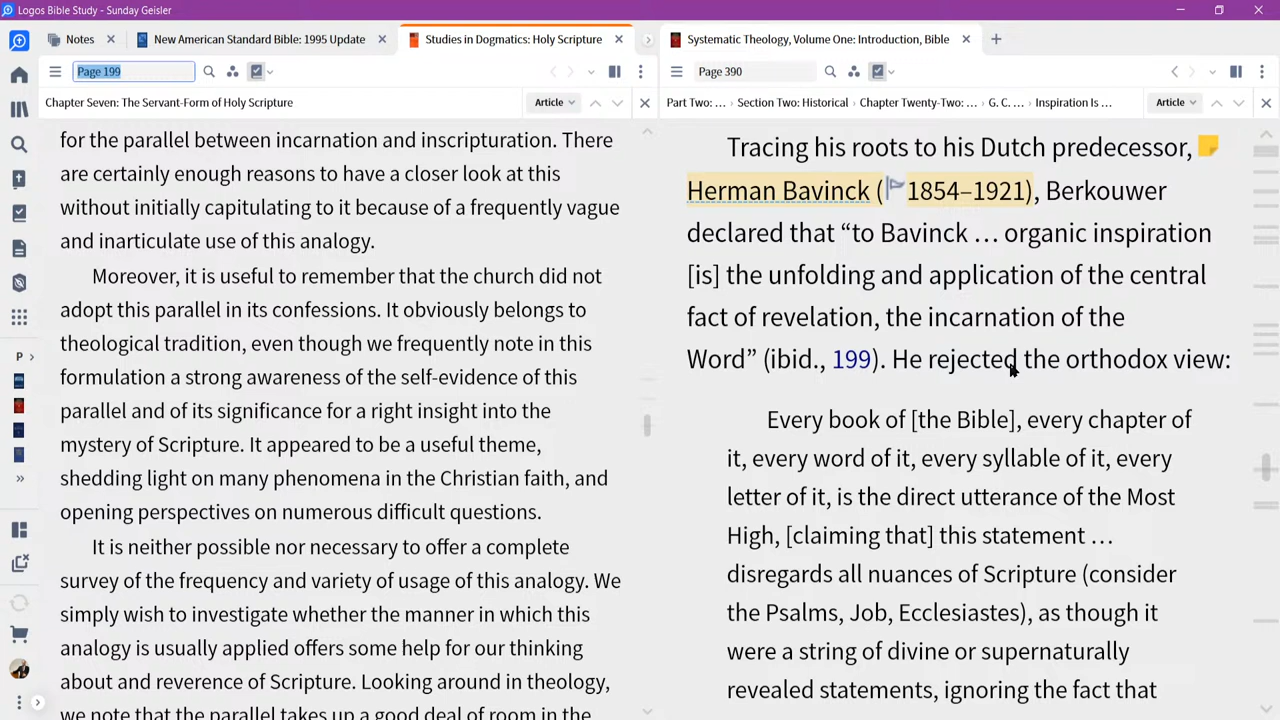 Logos Bible Study - Sunday Geisler
Notes
New American Standard Bible: 1995 Update
Studies in Dogmatics: Holy Scripture
Systematic Theology, Volume One: Introduction, Bible
Page 199
Page 390
Chapter Seven: The Servant-Form of Holy Scripture
Article
Part Two: … › Section Two: Historical › Chapter Twenty-Two: … › G. C. … › Inspiration Is …
Article
for the parallel between incarnation and inscripturation. There
are certainly enough reasons to have a closer look at this
without initially capitulating to it because of a frequently vague
and inarticulate use of this analogy.
Moreover, it is useful to remember that the church did not
adopt this parallel in its confessions. It obviously belongs to
theological tradition, even though we frequently note in this
formulation a strong awareness of the self-evidence of this
parallel and of its significance for a right insight into the
mystery of Scripture. It appeared to be a useful theme,
shedding light on many phenomena in the Christian faith, and
opening perspectives on numerous difficult questions.
It is neither possible nor necessary to offer a complete
survey of the frequency and variety of usage of this analogy. We
simply wish to investigate whether the manner in which this
analogy is usually applied offers some help for our thinking
about and reverence of Scripture. Looking around in theology,
we note that the parallel takes up a good deal of room in the
Tracing his roots to his Dutch predecessor,
Herman Bavinck (1854–1921), Berkouwer
declared that “to Bavinck … organic inspiration
[is] the unfolding and application of the central
fact of revelation, the incarnation of the
Word” (ibid., 199). He rejected the orthodox view:
Every book of [the Bible], every chapter of
it, every word of it, every syllable of it, every
letter of it, is the direct utterance of the Most
High, [claiming that] this statement …
disregards all nuances of Scripture (consider
the Psalms, Job, Ecclesiastes), as though it
were a string of divine or supernaturally
revealed statements, ignoring the fact that
P